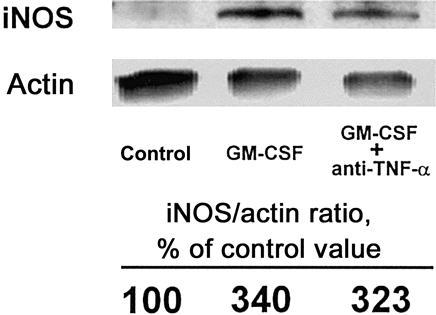 iNOS
Actin
Control GM-CSF GM-CSF
+
anti-TNF-α
iNOS/actin ratio,
% of control value
100 340 323